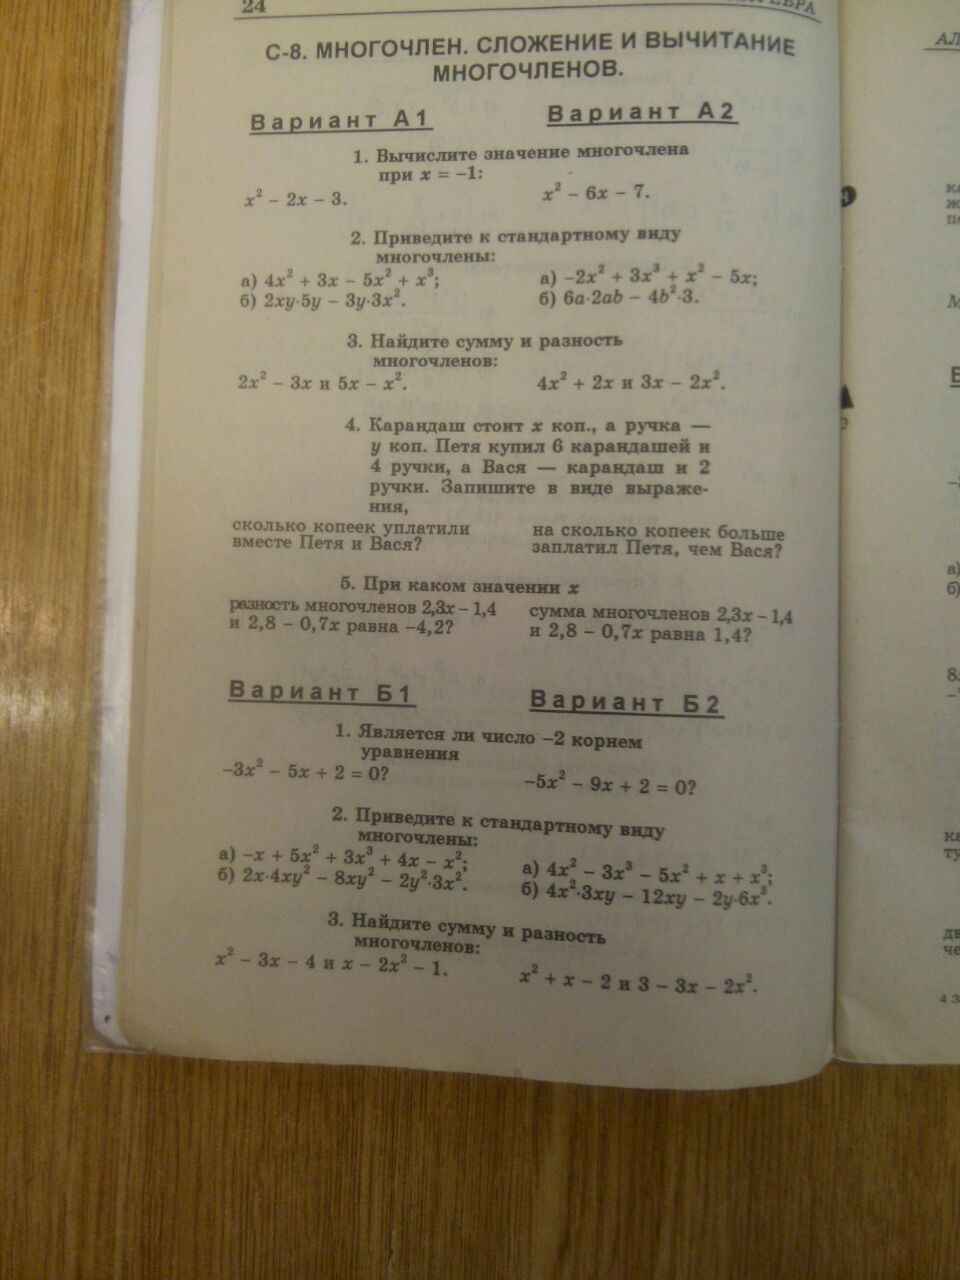 24
С-8. МНОГОЧЛЕН. СЛОЖЕНИЕ И ВЫЧИТАНИЕ
МНОГОЧЛЕНОВ.
Вариант А1
Вариант А2
1. Вычислите значение многочлена
при x = –1:
x² – 2x – 3.
x² – 6x – 7.
2. Приведите к стандартному виду
многочлены:
а) 4x² + 3x – 5x² + x³;
а) –2x² + 3x³ + x² – 5x;
б) 2xy·5y – 3y·3x².
б) 6a·2ab – 4b²·3.
3. Найдите сумму и разность
многочленов:
2x² – 3x и 5x – x².
4x² + 2x и 3x – 2x².
4. Карандаш стоит x коп., а ручка —
y коп. Петя купил 6 карандашей и
4 ручки, а Вася — карандаш и 2
ручки. Запишите в виде выраже-
ния,
сколько копеек уплатили
вместе Петя и Вася?
на сколько копеек больше
заплатил Петя, чем Вася?
5. При каком значении x
разность многочленов 2,3x – 1,4
и 2,8 – 0,7x равна –4,2?
сумма многочленов 2,3x – 1,4
и 2,8 – 0,7x равна 1,4?
Вариант Б1
Вариант Б2
1. Является ли число –2 корнем
уравнения
–3x² – 5x + 2 = 0?
–5x² – 9x + 2 = 0?
2. Приведите к стандартному виду
многочлены:
а) –x + 5x² + 3x³ + 4x – x²;
а) 4x² – 3x³ – 5x² + x + x³;
б) 2x·4xy² – 8xy² – 2y²·3x².
б) 4x²·3xy – 12xy – 2y·6x³.
3. Найдите сумму и разность
многочленов:
x² – 3x – 4 и x – 2x² – 1.
x² + x – 2 и 3 – 3x – 2x².